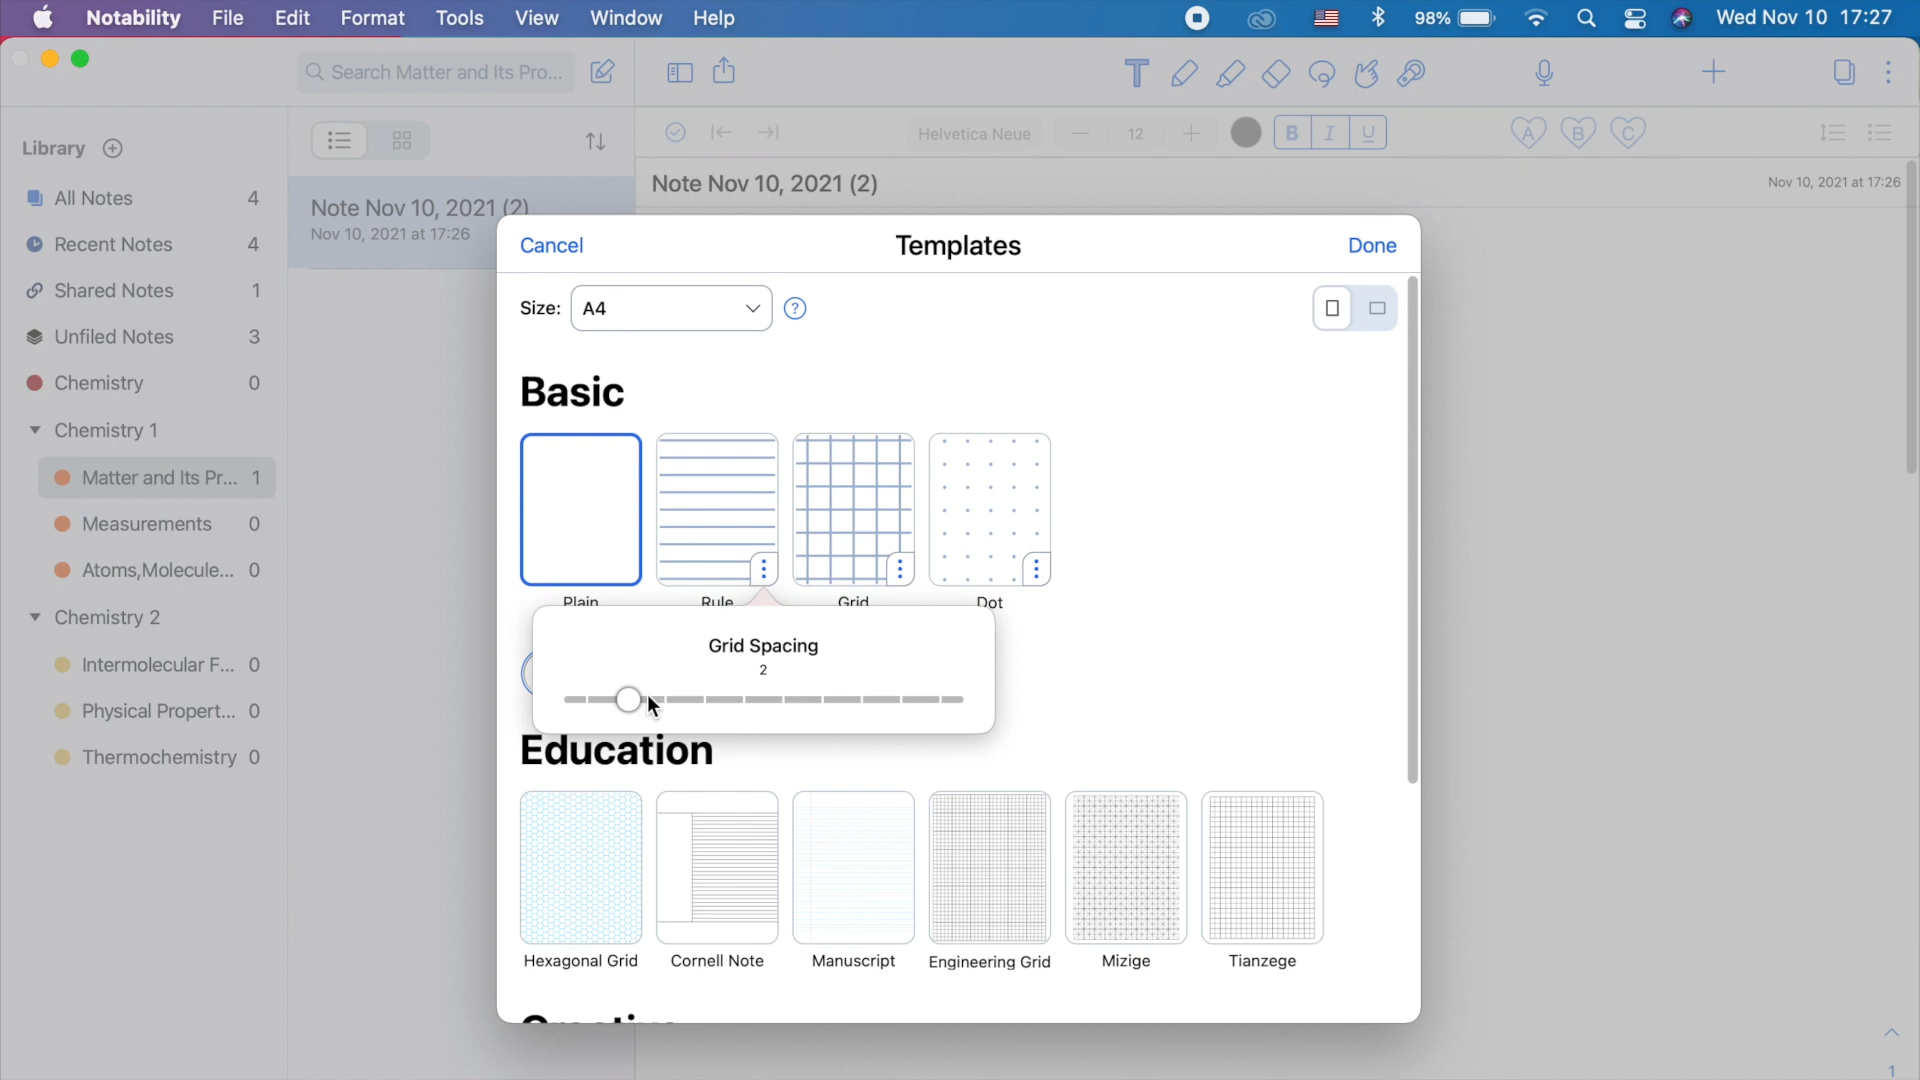 Notability File Edit Format Tools View Window Help 98% Wed Nov 10 17:27
Search Matter and Its Pro...
Library
All Notes 4
Recent Notes 4
Shared Notes 1
Unfiled Notes 3
Chemistry 0
Chemistry 1
Matter and Its Pr... 1
Measurements 0
Atoms,Molecule... 0
Chemistry 2
Intermolecular F... 0
Physical Propert... 0
Thermochemistry 0
Note Nov 10, 2021 (2)
Nov 10, 2021 at 17:26
Helvetica Neue 12 B I U A B C
Note Nov 10, 2021 (2) Nov 10, 2021 at 17:26
Cancel Templates Done
Size: A4 ?
Basic
Plain Rule Grid Dot
Grid Spacing
2
Education
Hexagonal Grid Cornell Note Manuscript Engineering Grid Mizige Tianzege
1